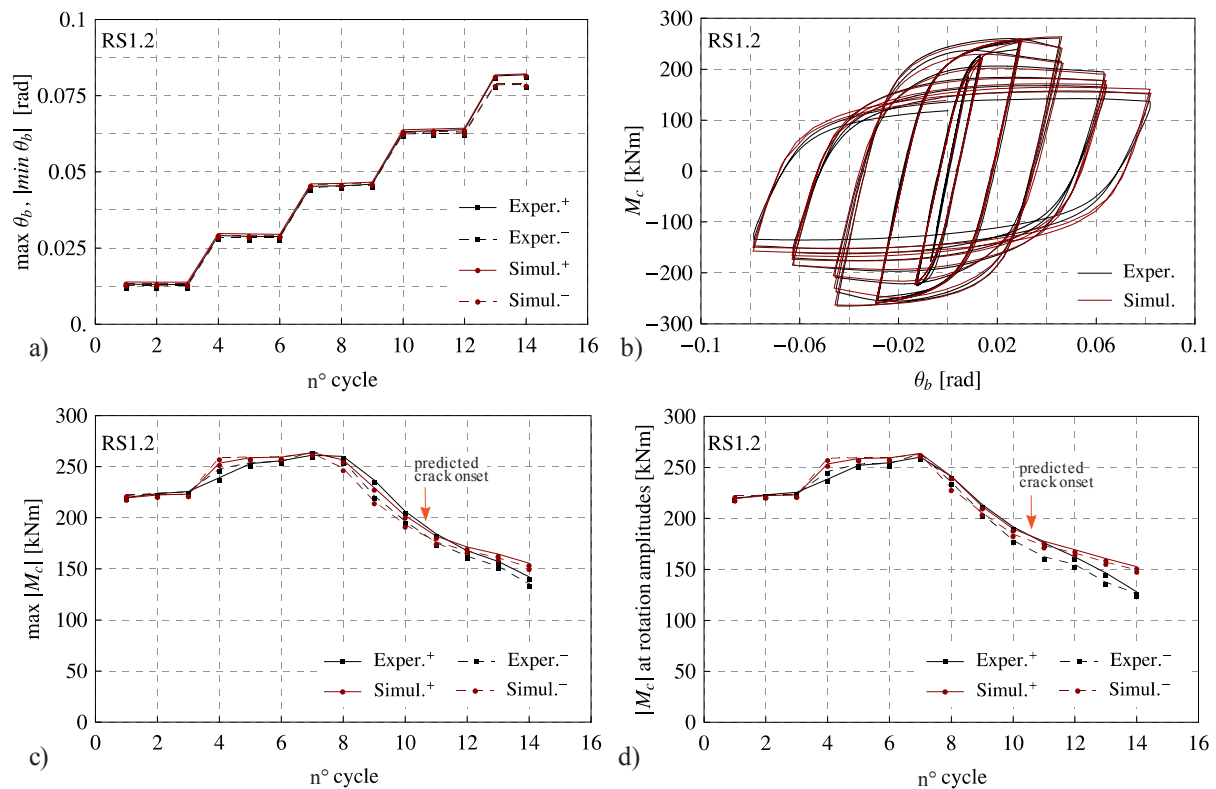 RS1.2
0.1
0.075
0.05
0.025
0.
max θb , |min θb| [rad]
Exper.+
Exper.−
Simul.+
Simul.−
0 2 4 6 8 10 12 14 16
n° cycle
a)
RS1.2
300
200
100
0
−100
−200
−300
Mc [kNm]
Exper.
Simul.
−0.1 −0.06 −0.02 0.02 0.06 0.1
θb [rad]
b)
RS1.2
300
250
200
150
100
50
0
max |Mc| [kNm]
predicted
crack onset
Exper.+ Exper.−
Simul.+ Simul.−
0 2 4 6 8 10 12 14 16
n° cycle
c)
RS1.2
300
250
200
150
100
50
0
|Mc| at rotation amplitudes [kNm]
predicted
crack onset
Exper.+ Exper.−
Simul.+ Simul.−
0 2 4 6 8 10 12 14 16
n° cycle
d)